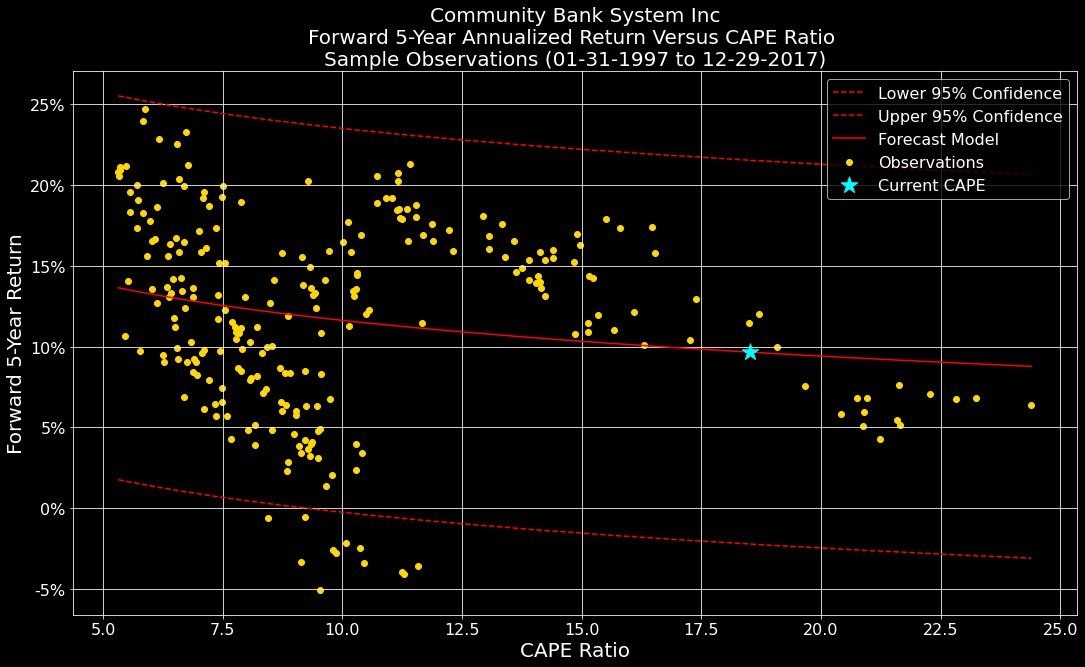 Community Bank System Inc
Forward 5-Year Annualized Return Versus CAPE Ratio
Sample Observations (01-31-1997 to 12-29-2017)
Lower 95% Confidence
Upper 95% Confidence
Forecast Model
Observations
Current CAPE
Forward 5-Year Return
25%
20%
15%
10%
5%
0%
-5%
5.0 7.5 10.0 12.5 15.0 17.5 20.0 22.5 25.0
CAPE Ratio